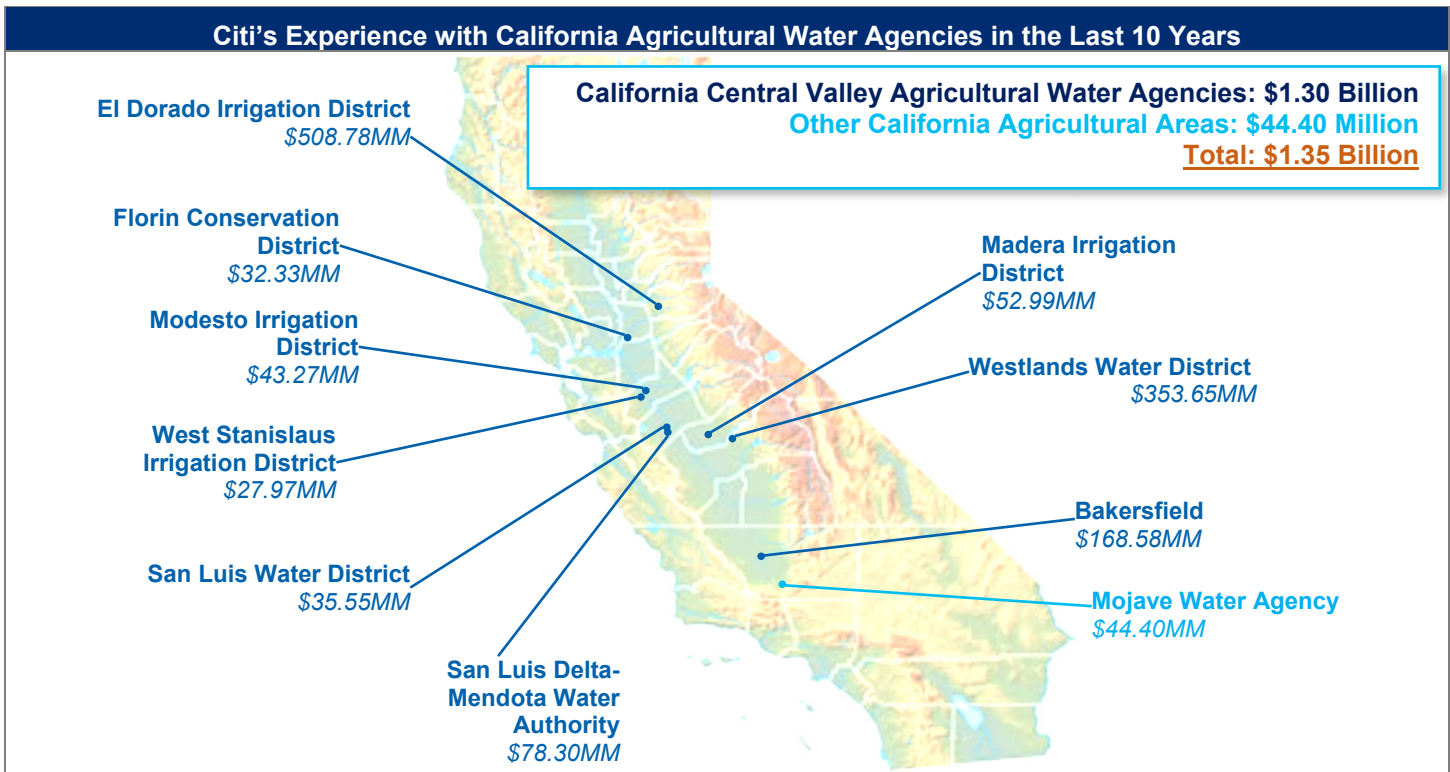 Citi's Experience with California Agricultural Water Agencies in the Last 10 Years
California Central Valley Agricultural Water Agencies: $1.30 Billion
Other California Agricultural Areas: $44.40 Million
Total: $1.35 Billion
El Dorado Irrigation District
$508.78MM
Florin Conservation
District
$32.33MM
Modesto Irrigation
District
$43.27MM
West Stanislaus
Irrigation District
$27.97MM
San Luis Water District
$35.55MM
San Luis Delta-
Mendota Water
Authority
$78.30MM
Madera Irrigation
District
$52.99MM
Westlands Water District
$353.65MM
Bakersfield
$168.58MM
Mojave Water Agency
$44.40MM